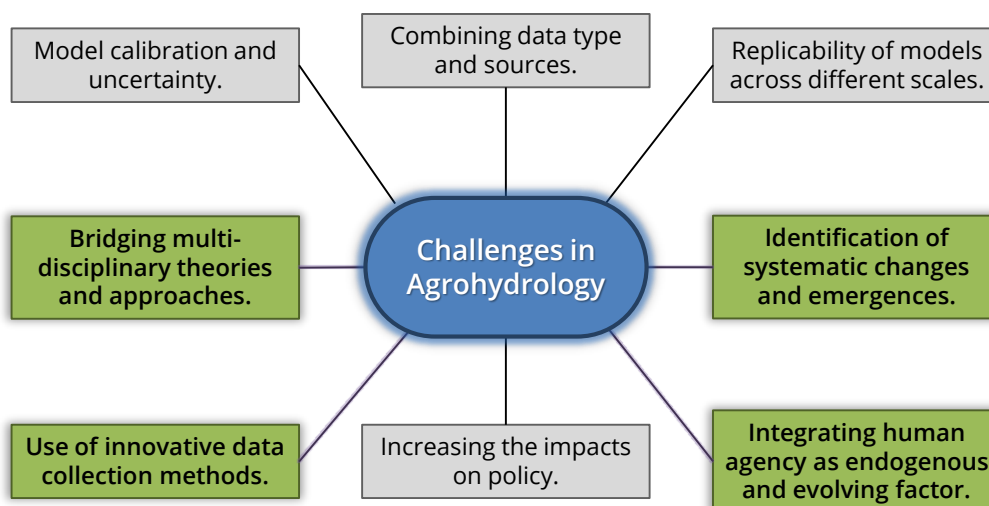 Model calibration and
uncertainty.
Combining data type
and sources.
Replicability of models
across different scales.
Bridging multi-
disciplinary theories
and approaches.
Challenges in
Agrohydrology
Identification of
systematic changes
and emergences.
Use of innovative data
collection methods.
Increasing the impacts
on policy.
Integrating human
agency as endogenous
and evolving factor.